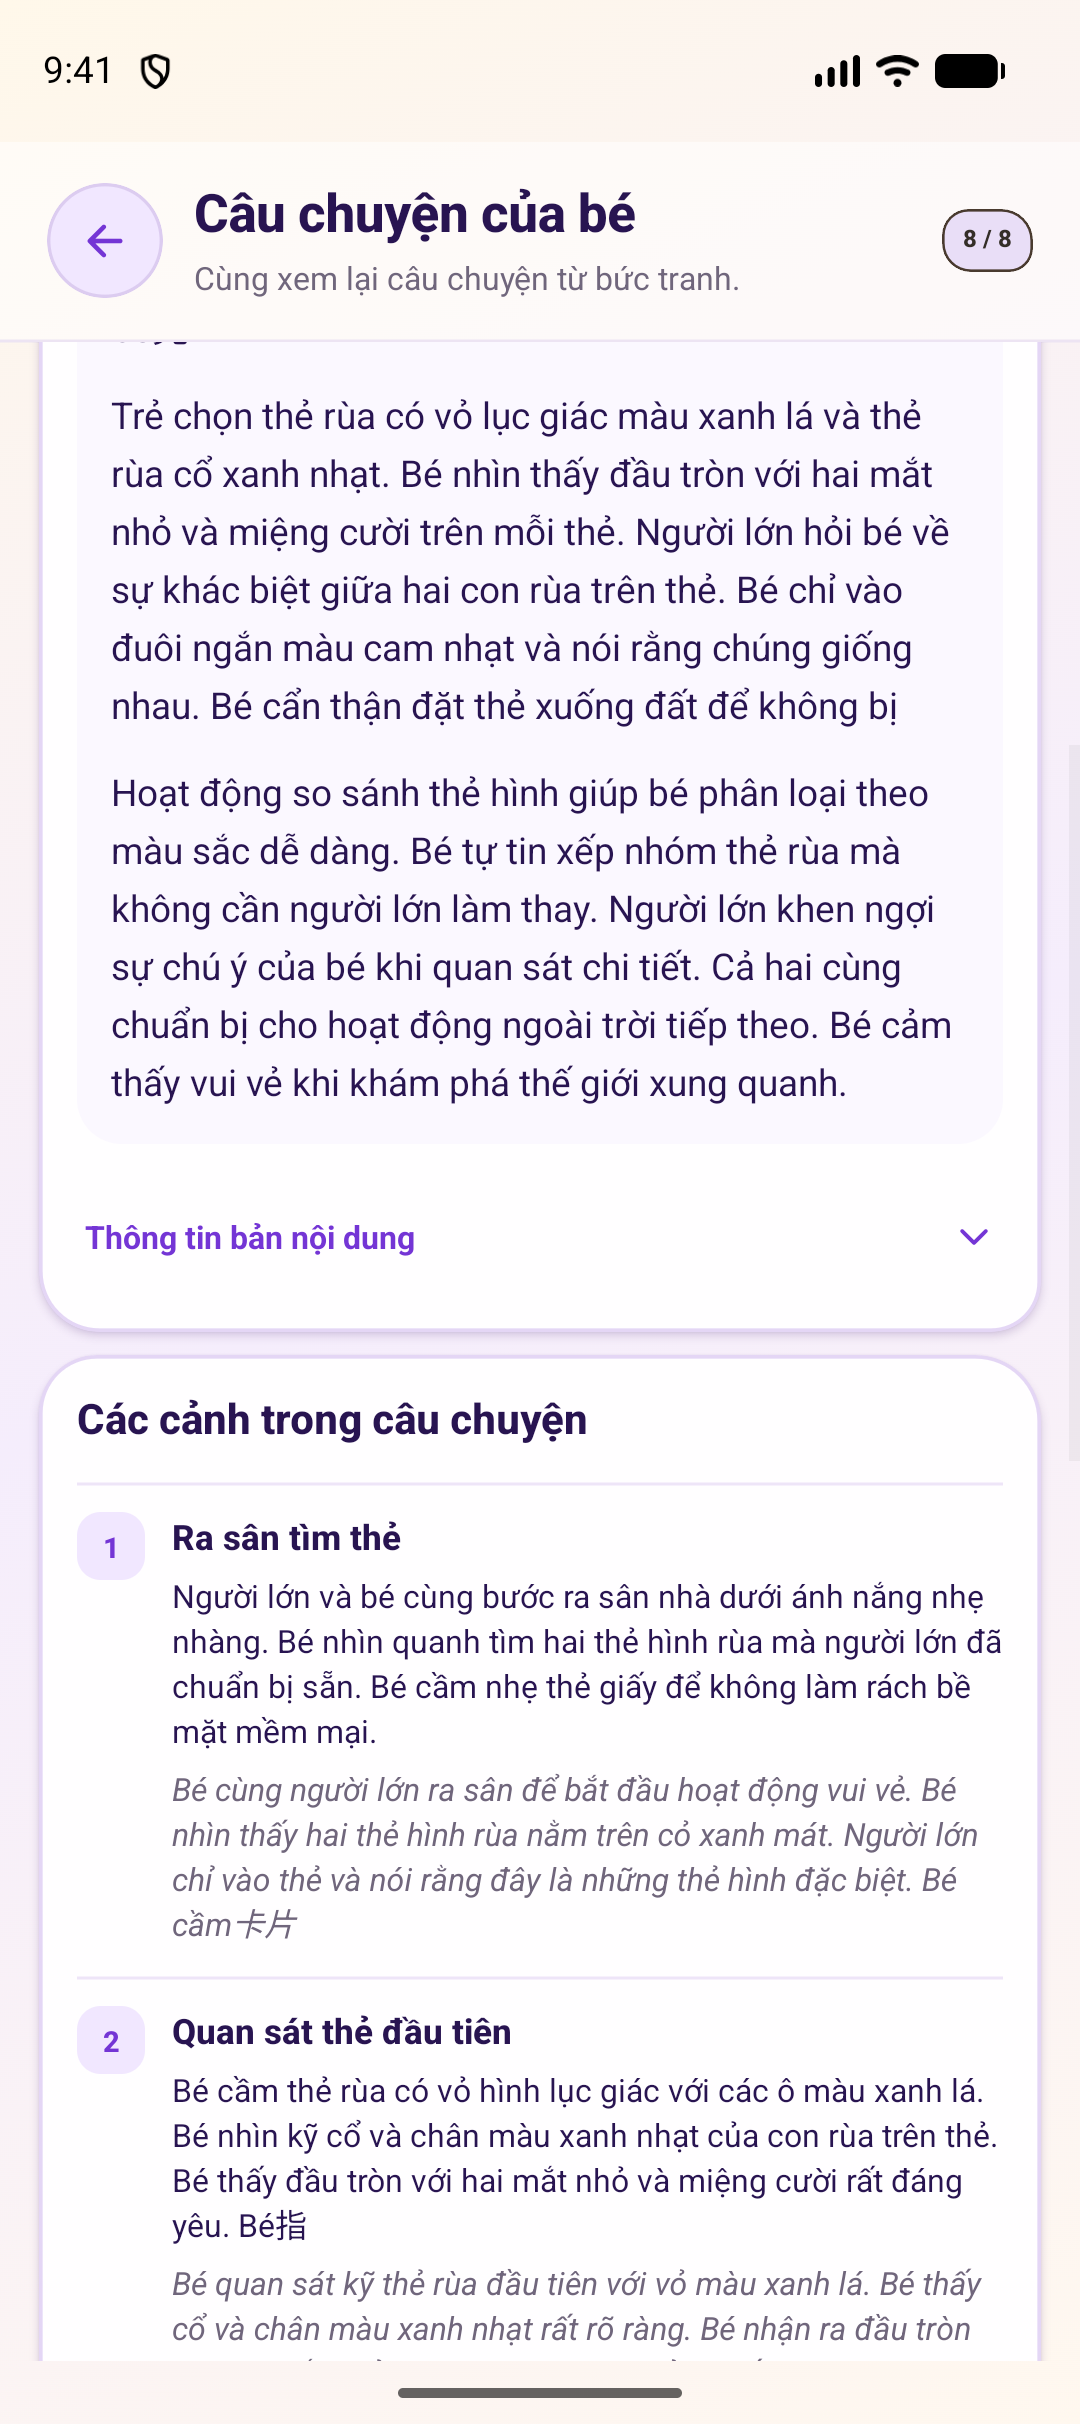 9:41
Câu chuyện của bé
Cùng xem lại câu chuyện từ bức tranh.
8 / 8
Trẻ chọn thẻ rùa có vỏ lục giác màu xanh lá và thẻ
rùa cổ xanh nhạt. Bé nhìn thấy đầu tròn với hai mắt
nhỏ và miệng cười trên mỗi thẻ. Người lớn hỏi bé về
sự khác biệt giữa hai con rùa trên thẻ. Bé chỉ vào
đuôi ngắn màu cam nhạt và nói rằng chúng giống
nhau. Bé cẩn thận đặt thẻ xuống đất để không bị
Hoạt động so sánh thẻ hình giúp bé phân loại theo
màu sắc dễ dàng. Bé tự tin xếp nhóm thẻ rùa mà
không cần người lớn làm thay. Người lớn khen ngợi
sự chú ý của bé khi quan sát chi tiết. Cả hai cùng
chuẩn bị cho hoạt động ngoài trời tiếp theo. Bé cảm
thấy vui vẻ khi khám phá thế giới xung quanh.
Thông tin bản nội dung
Các cảnh trong câu chuyện
1
Ra sân tìm thẻ
Người lớn và bé cùng bước ra sân nhà dưới ánh nắng nhẹ
nhàng. Bé nhìn quanh tìm hai thẻ hình rùa mà người lớn đã
chuẩn bị sẵn. Bé cầm nhẹ thẻ giấy để không làm rách bề
mặt mềm mại.
Bé cùng người lớn ra sân để bắt đầu hoạt động vui vẻ. Bé
nhìn thấy hai thẻ hình rùa nằm trên cỏ xanh mát. Người lớn
chỉ vào thẻ và nói rằng đây là những thẻ hình đặc biệt. Bé
cầm卡片
2
Quan sát thẻ đầu tiên
Bé cầm thẻ rùa có vỏ hình lục giác với các ô màu xanh lá.
Bé nhìn kỹ cổ và chân màu xanh nhạt của con rùa trên thẻ.
Bé thấy đầu tròn với hai mắt nhỏ và miệng cười rất đáng
yêu. Bé指
Bé quan sát kỹ thẻ rùa đầu tiên với vỏ màu xanh lá. Bé thấy
cổ và chân màu xanh nhạt rất rõ ràng. Bé nhận ra đầu tròn